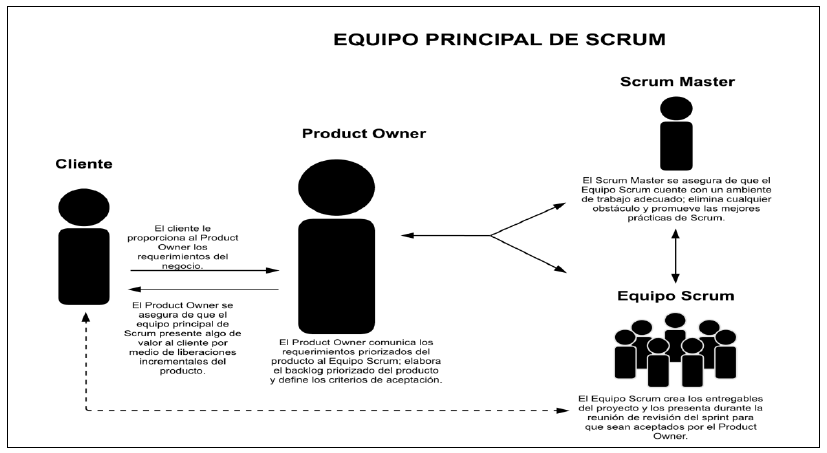 EQUIPO PRINCIPAL DE SCRUM
Scrum Master
El Scrum Master se asegura de que el
Equipo Scrum cuente con un ambiente
de trabajo adecuado; elimina cualquier
obstáculo y promueve las mejores
prácticas de Scrum.
Product Owner
Cliente
El cliente le
proporciona al Product
Owner los
requerimientos del
negocio.
El Product Owner se
asegura de que el
equipo principal de
Scrum presente algo de
valor al cliente por
medio de liberaciones
incrementales del
producto.
El Product Owner comunica los
requerimientos priorizados del
producto al Equipo Scrum; elabora
el backlog priorizado del producto
y define los criterios de aceptación.
Equipo Scrum
El Equipo Scrum crea los entregables
del proyecto y los presenta durante la
reunión de revisión del sprint para
que sean aceptados por el Product
Owner.